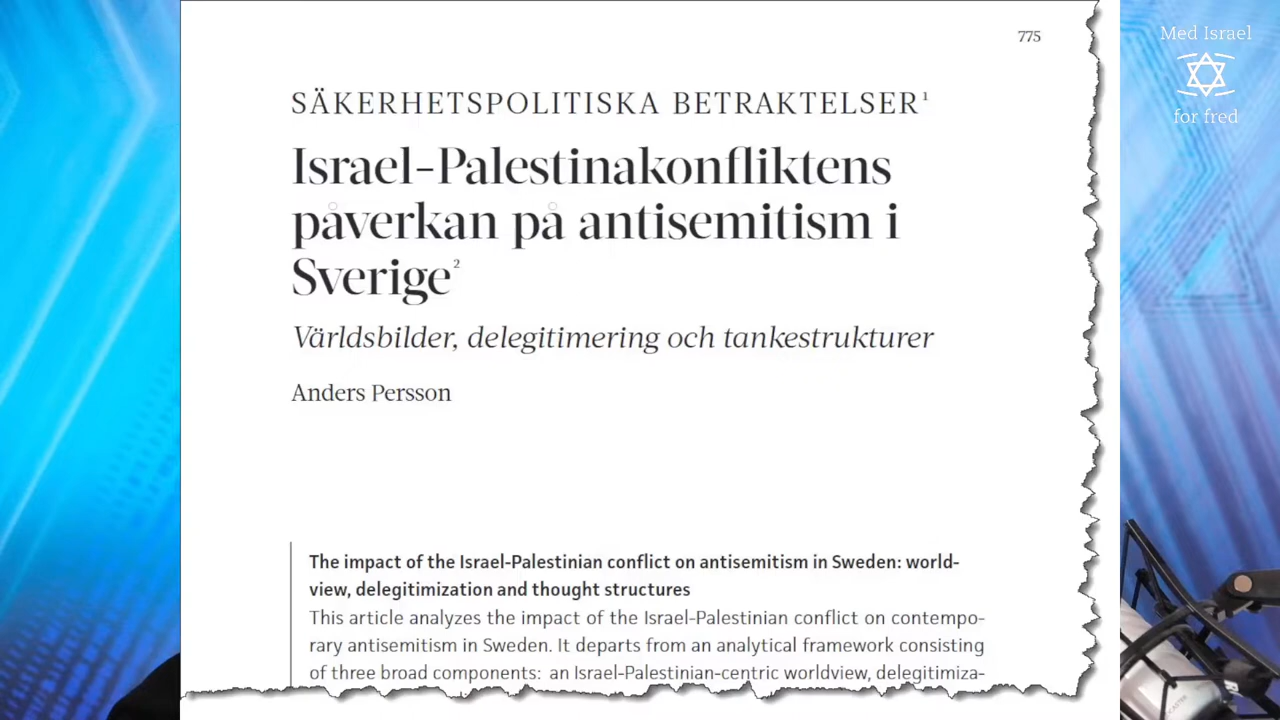 775
SÄKERHETSPOLITISKA BETRAKTELSER¹
Israel–Palestinakonfliktens
påverkan på antisemitism i
Sverige²
Världsbilder, delegitimering och tankestrukturer
Anders Persson
The impact of the Israel-Palestinian conflict on antisemitism in Sweden: world-
view, delegitimization and thought structures
This article analyzes the impact of the Israel-Palestinian conflict on contempo-
rary antisemitism in Sweden. It departs from an analytical framework consisting
of three broad components: an Israel-Palestinian-centric worldview, delegitimiza-
Med Israel
for fred